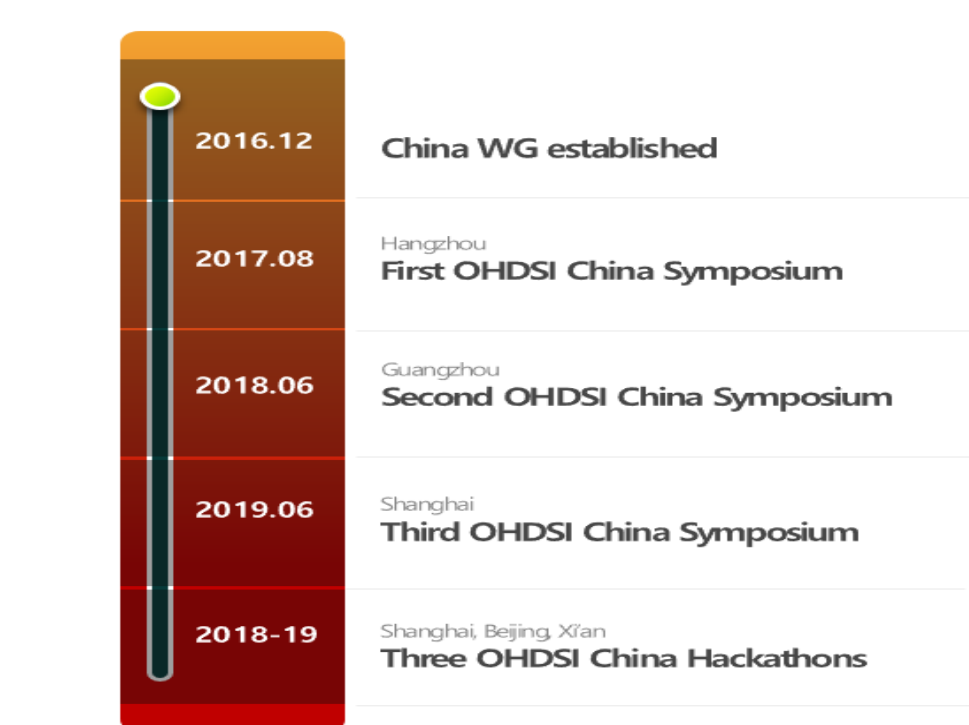 2016.12
China WG established
2017.08
Hangzhou
First OHDSI China Symposium
2018.06
Guangzhou
Second OHDSI China Symposium
2019.06
Shanghai
Third OHDSI China Symposium
2018-19
Shanghai, Beijing, Xi'an
Three OHDSI China Hackathons